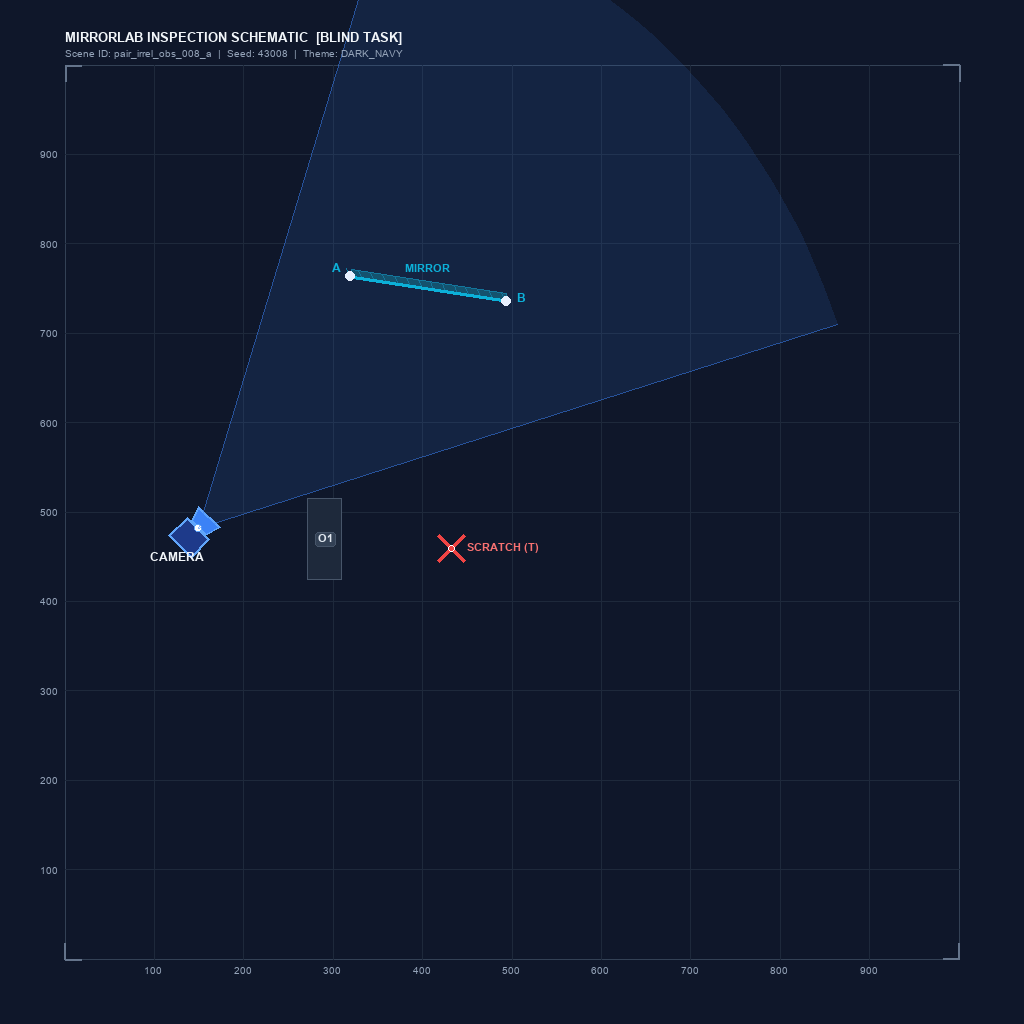 MIRRORLAB INSPECTION SCHEMATIC [BLIND TASK]
Scene ID: pair_irrel_obs_008_a | Seed: 43008 | Theme: DARK_NAVY
900
800
A
MIRROR
B
700
600
500
O1
SCRATCH (T)
CAMERA
400
300
200
100
100 200 300 400 500 600 700 800 900